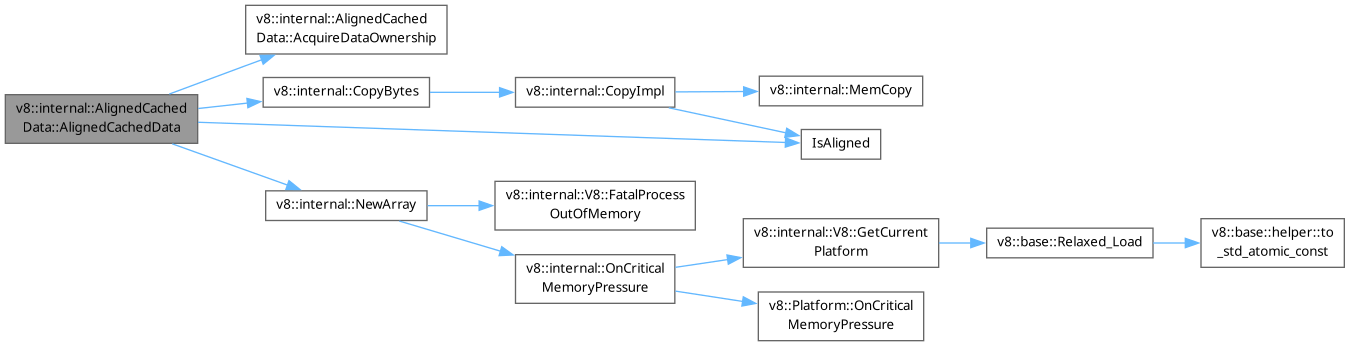 v8::internal::AlignedCached
Data::AlignedCachedData
v8::internal::AlignedCached
Data::AcquireDataOwnership
v8::internal::CopyBytes
v8::internal::CopyImpl
v8::internal::MemCopy
IsAligned
v8::internal::NewArray
v8::internal::V8::FatalProcess
OutOfMemory
v8::internal::OnCritical
MemoryPressure
v8::internal::V8::GetCurrent
Platform
v8::Platform::OnCritical
MemoryPressure
v8::base::Relaxed_Load
v8::base::helper::to
_std_atomic_const